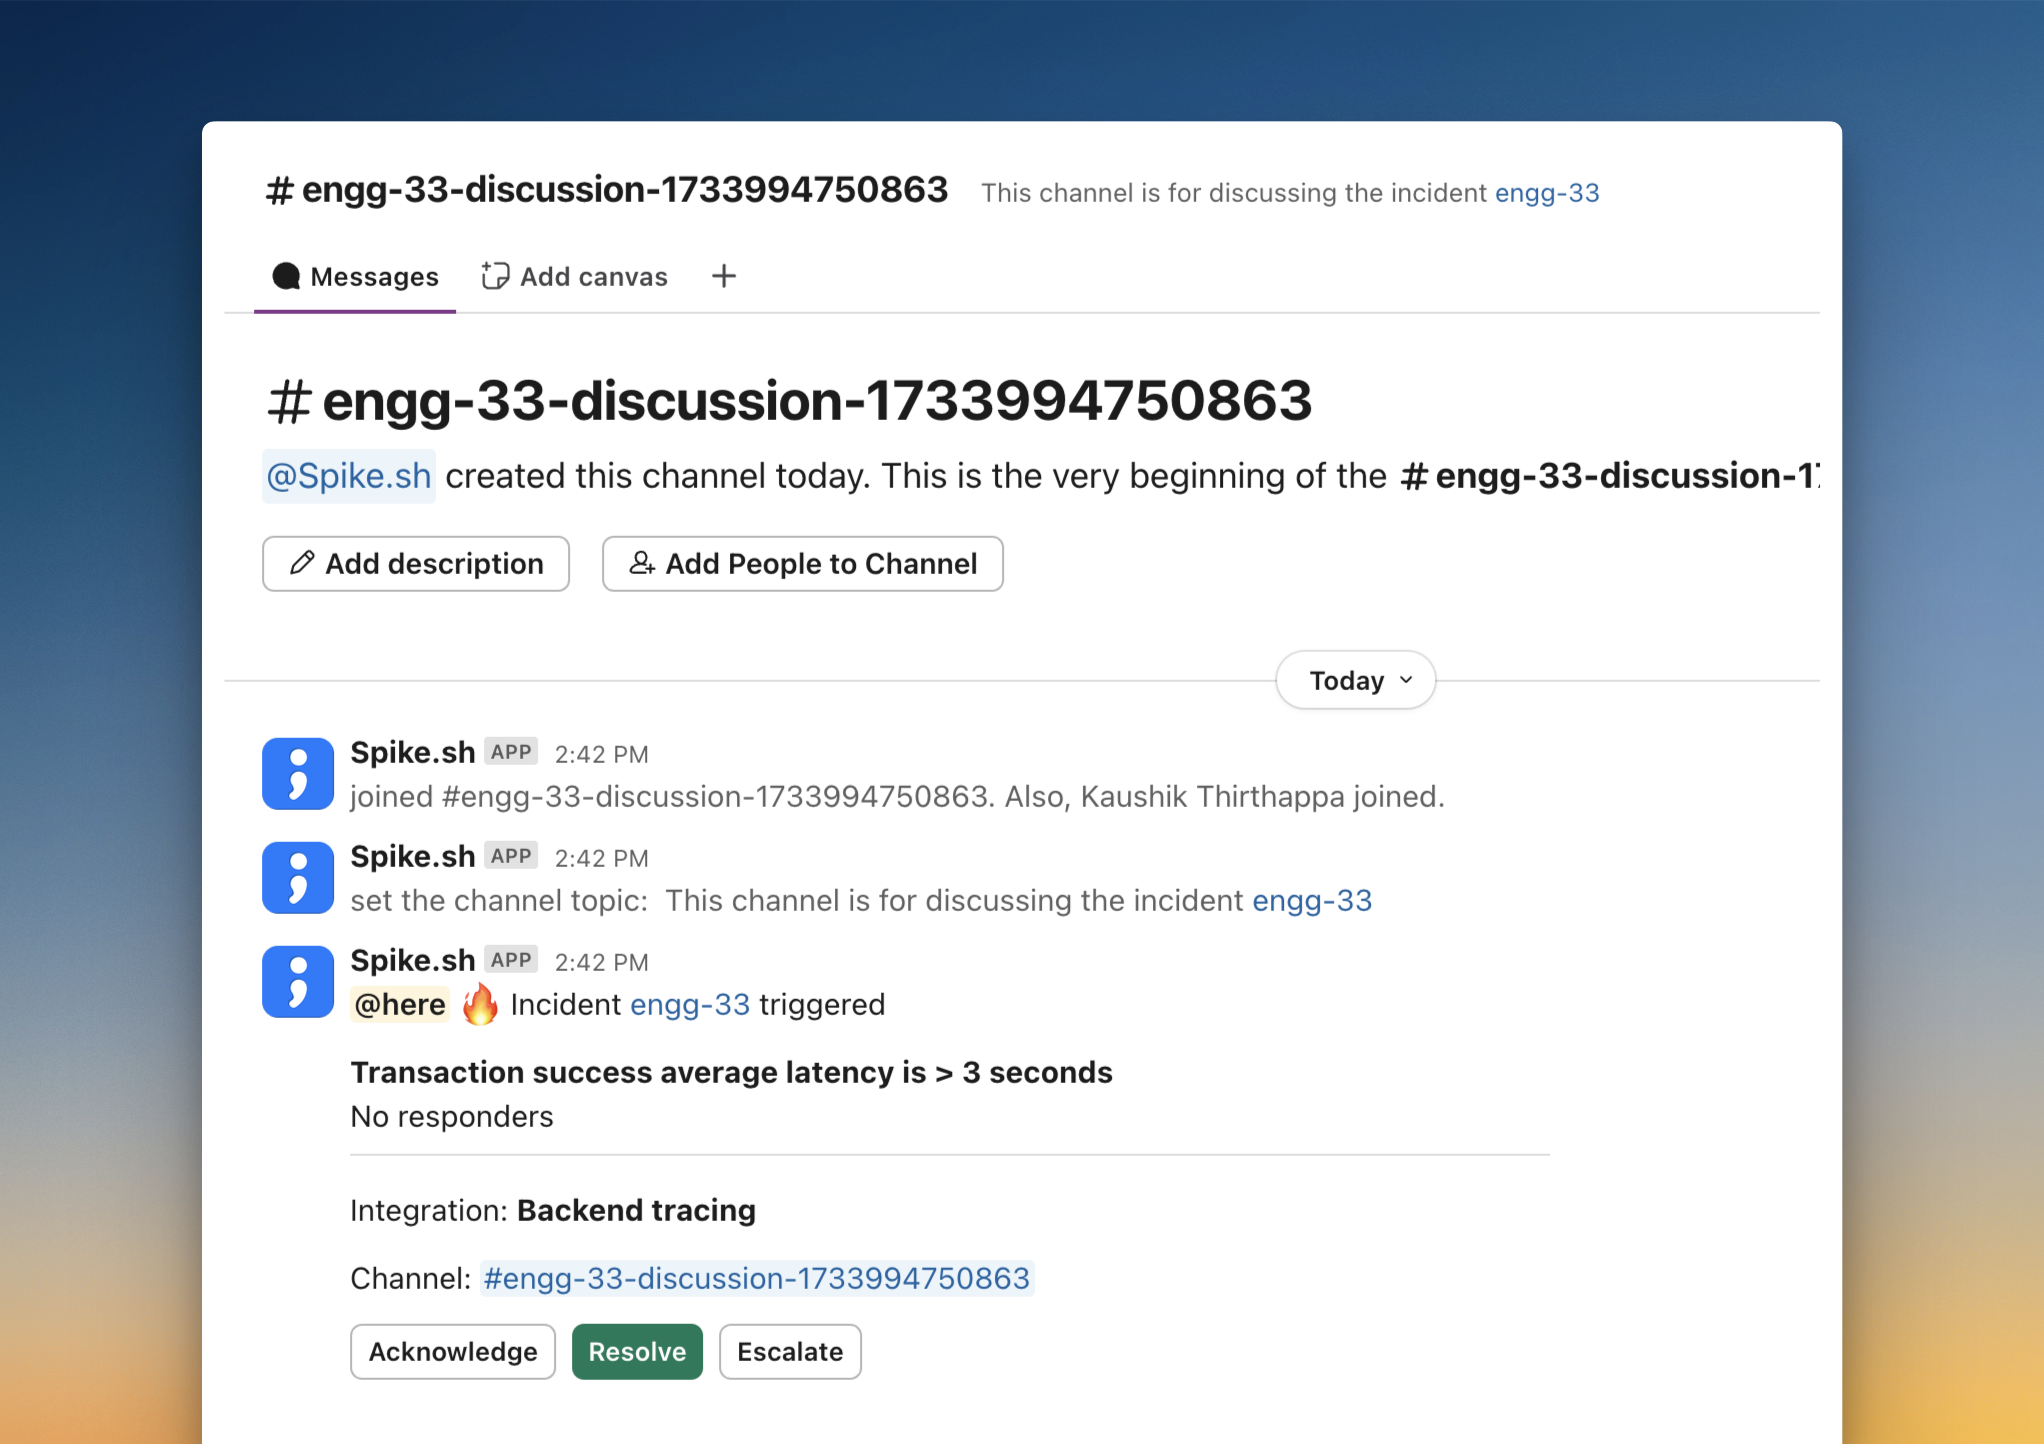 # engg-33-discussion-1733994750863 This channel is for discussing the incident engg-33
Messages Add canvas +
# engg-33-discussion-1733994750863
@Spike.sh created this channel today. This is the very beginning of the # engg-33-discussion-1
Add description Add People to Channel
Today
Spike.sh APP 2:42 PM
joined #engg-33-discussion-1733994750863. Also, Kaushik Thirthappa joined.
Spike.sh APP 2:42 PM
set the channel topic: This channel is for discussing the incident engg-33
Spike.sh APP 2:42 PM
@here 🔥 Incident engg-33 triggered
Transaction success average latency is > 3 seconds
No responders
Integration: Backend tracing
Channel: #engg-33-discussion-1733994750863
Acknowledge Resolve Escalate